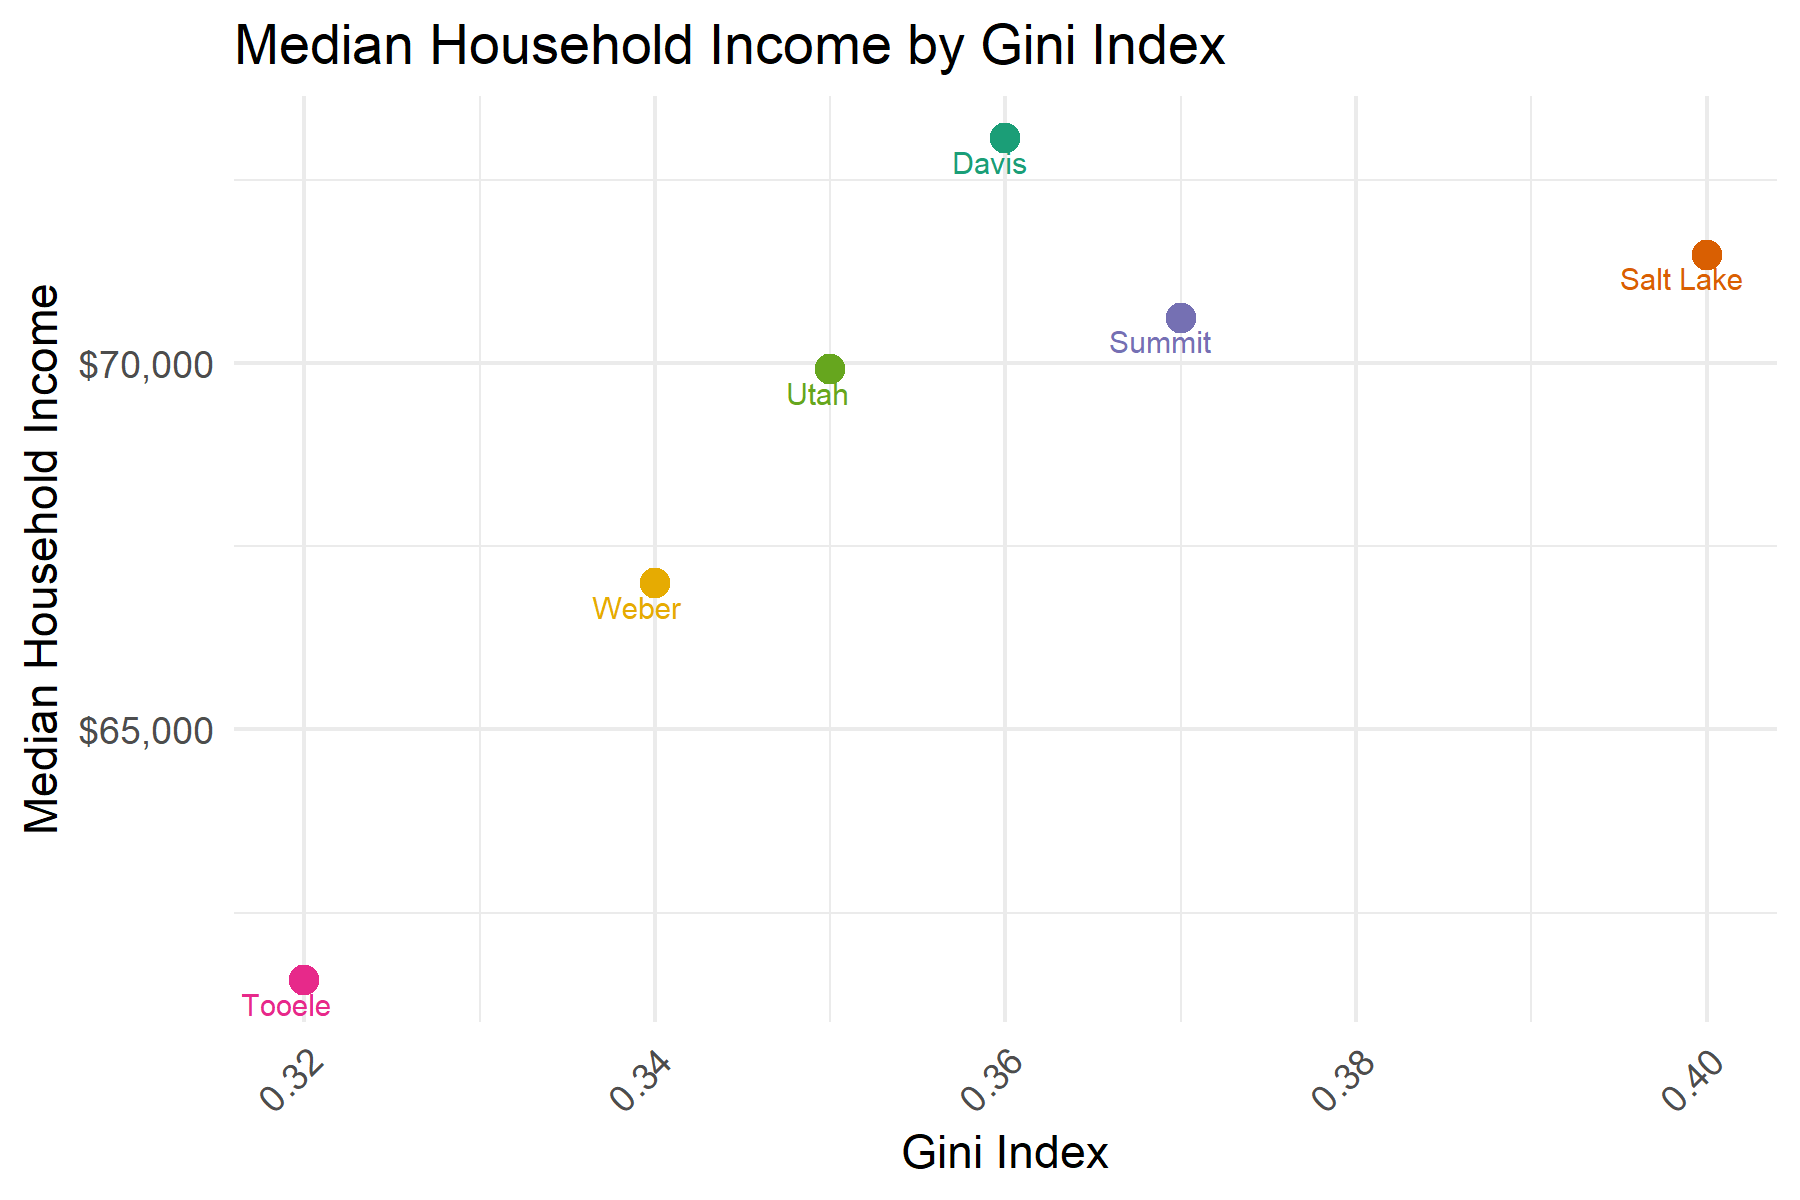 Median Household Income by Gini Index
Median Household Income
$70,000
$65,000
Davis
Salt Lake
Summit
Utah
Weber
Tooele
0.32
0.34
0.36
0.38
0.40
Gini Index